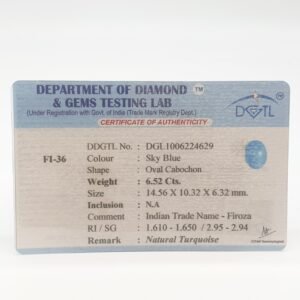 DEPARTMENT OF DIAMOND TM
& GEMS TESTING LAB
(Under Registration with Govt. of India (Trade Mark Registry Dept.)
CERTIFICATE OF AUTHENTICITY
DGTL
DDGTL No. : DGL1006224629
FI-36 Colour : Sky Blue
Shape : Oval Cabochon
Weight : 6.52 Cts.
Size : 14.56 X 10.32 X 6.32 mm.
Inclusion : N.A
Comment : Indian Trade Name - Firoza
RI / SG : 1.610 - 1.650 / 2.95 - 2.94
Remark : Natural Turquoise